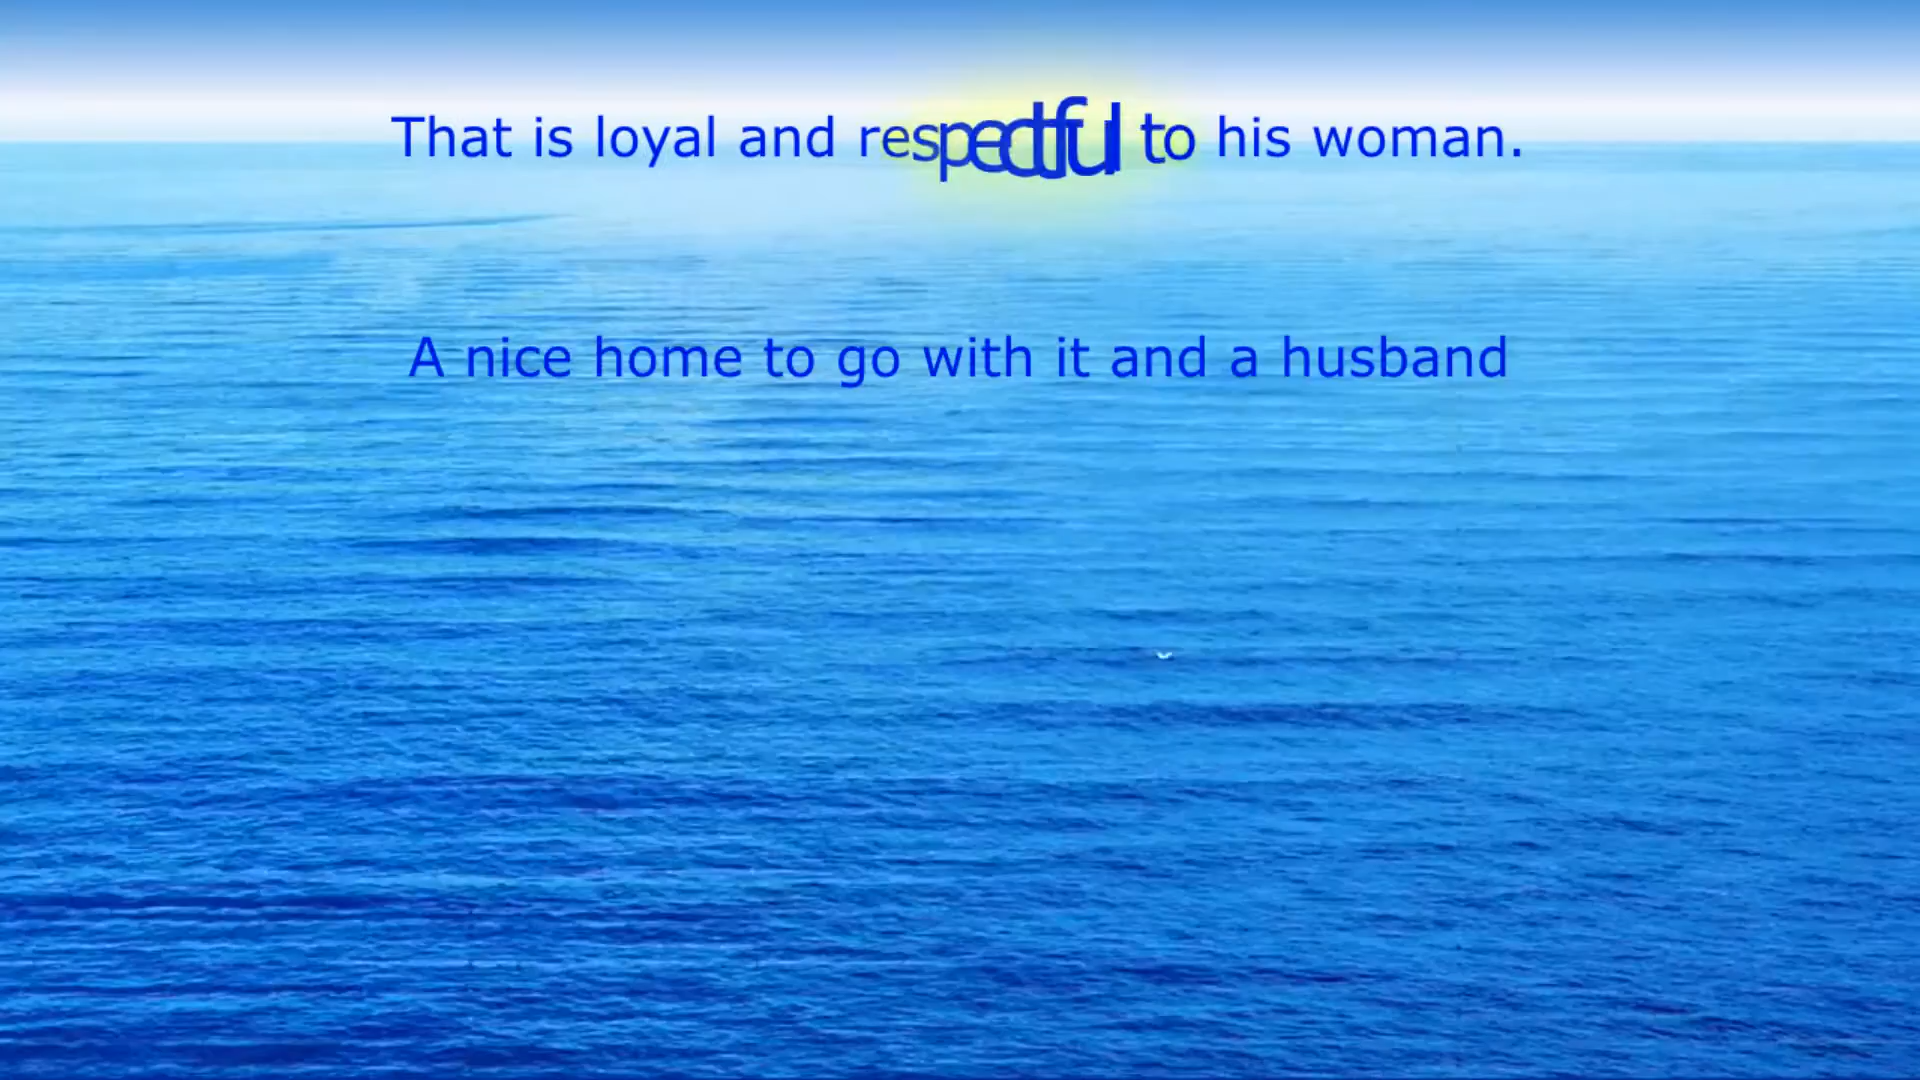 That is loyal and respectful to his woman.
A nice home to go with it and a husband